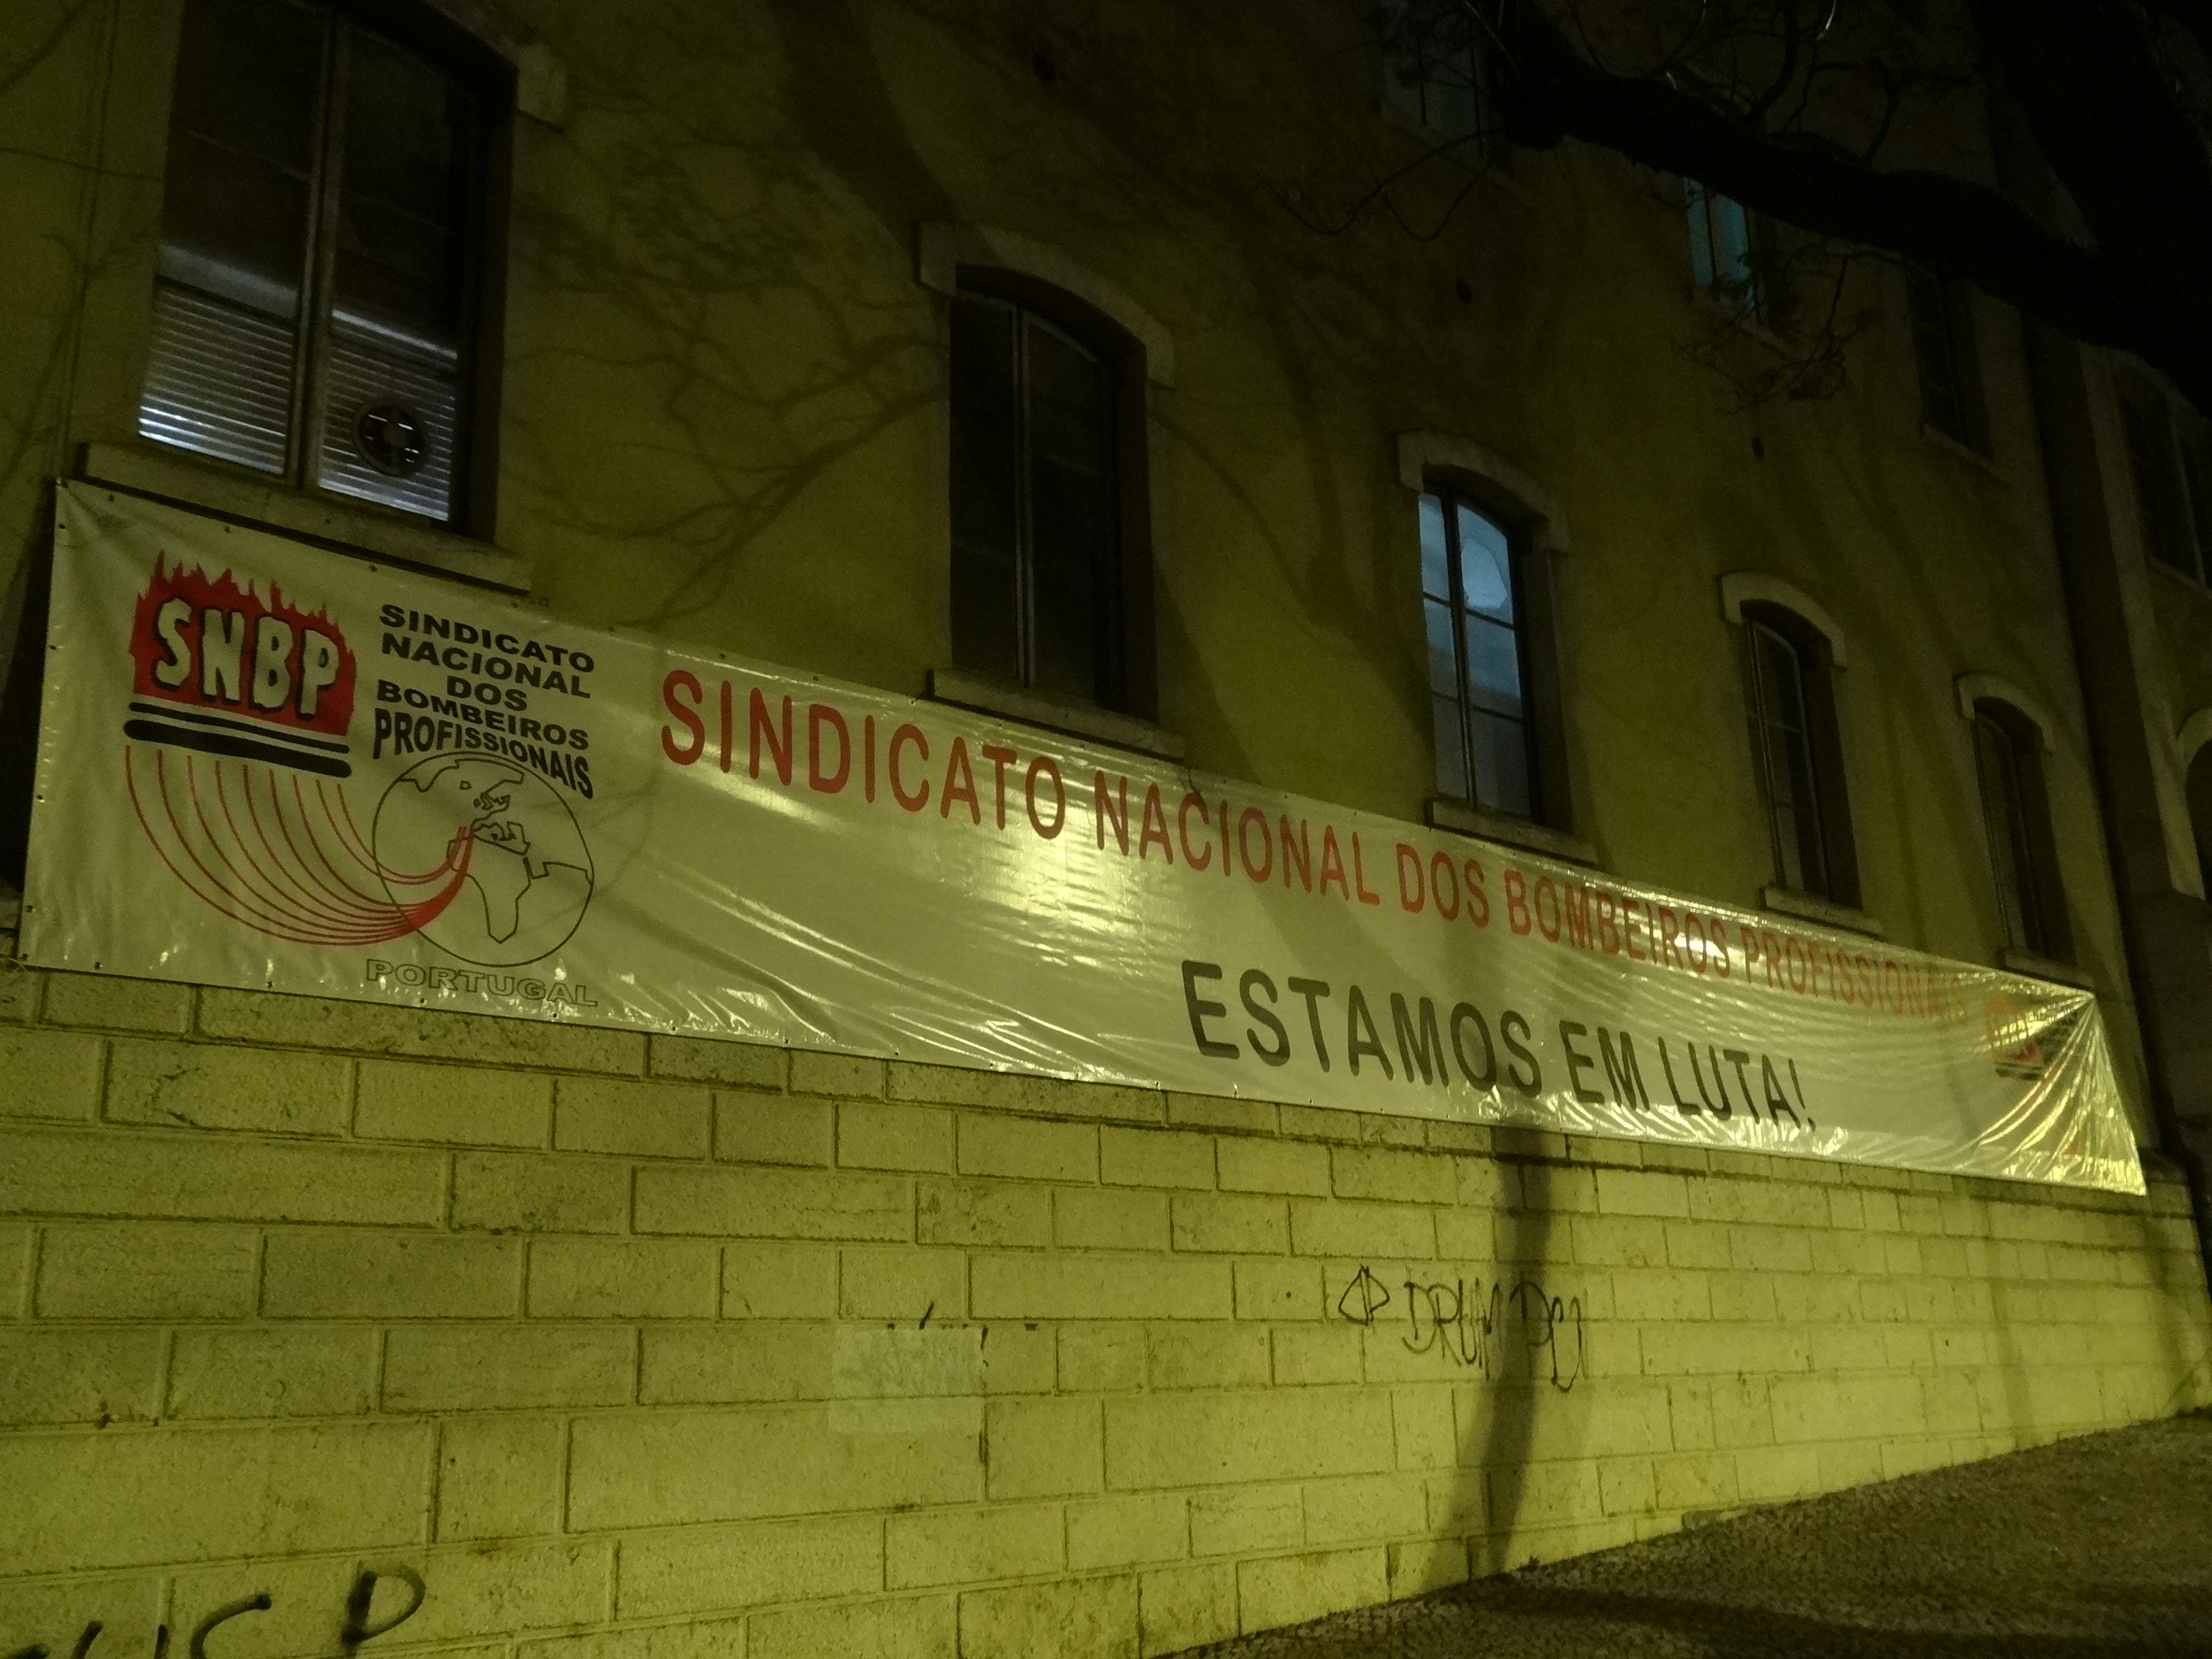 SNBP
SINDICATO
NACIONAL
DOS
BOMBEIROS
PROFISSIONAIS
PORTUGAL
SINDICATO NACIONAL DOS BOMBEIROS PROFISSIONAIS
ESTAMOS EM LUTA!